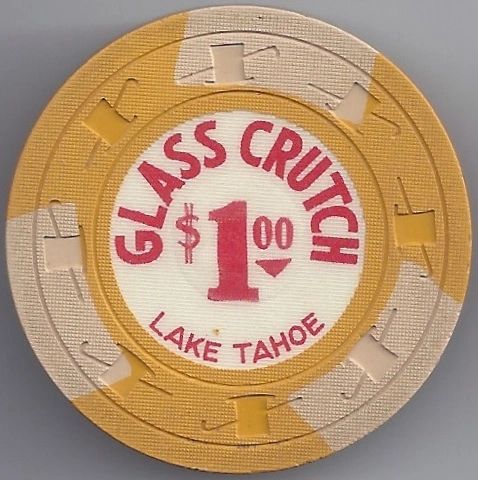 GLASS CRUTCH
$1.00
LAKE TAHOE